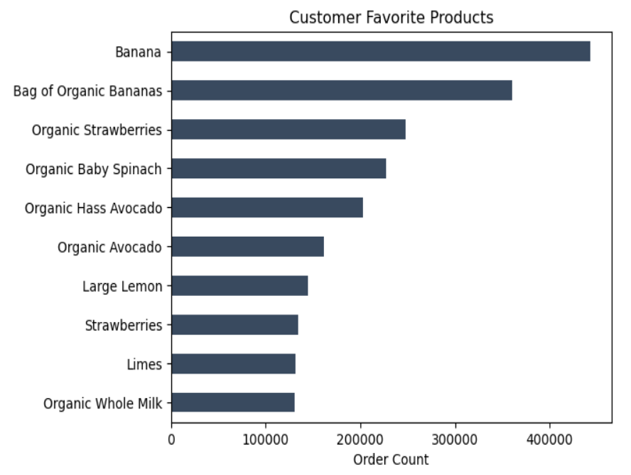 Customer Favorite Products
Banana
Bag of Organic Bananas
Organic Strawberries
Organic Baby Spinach
Organic Hass Avocado
Organic Avocado
Large Lemon
Strawberries
Limes
Organic Whole Milk
0 100000 200000 300000 400000
Order Count